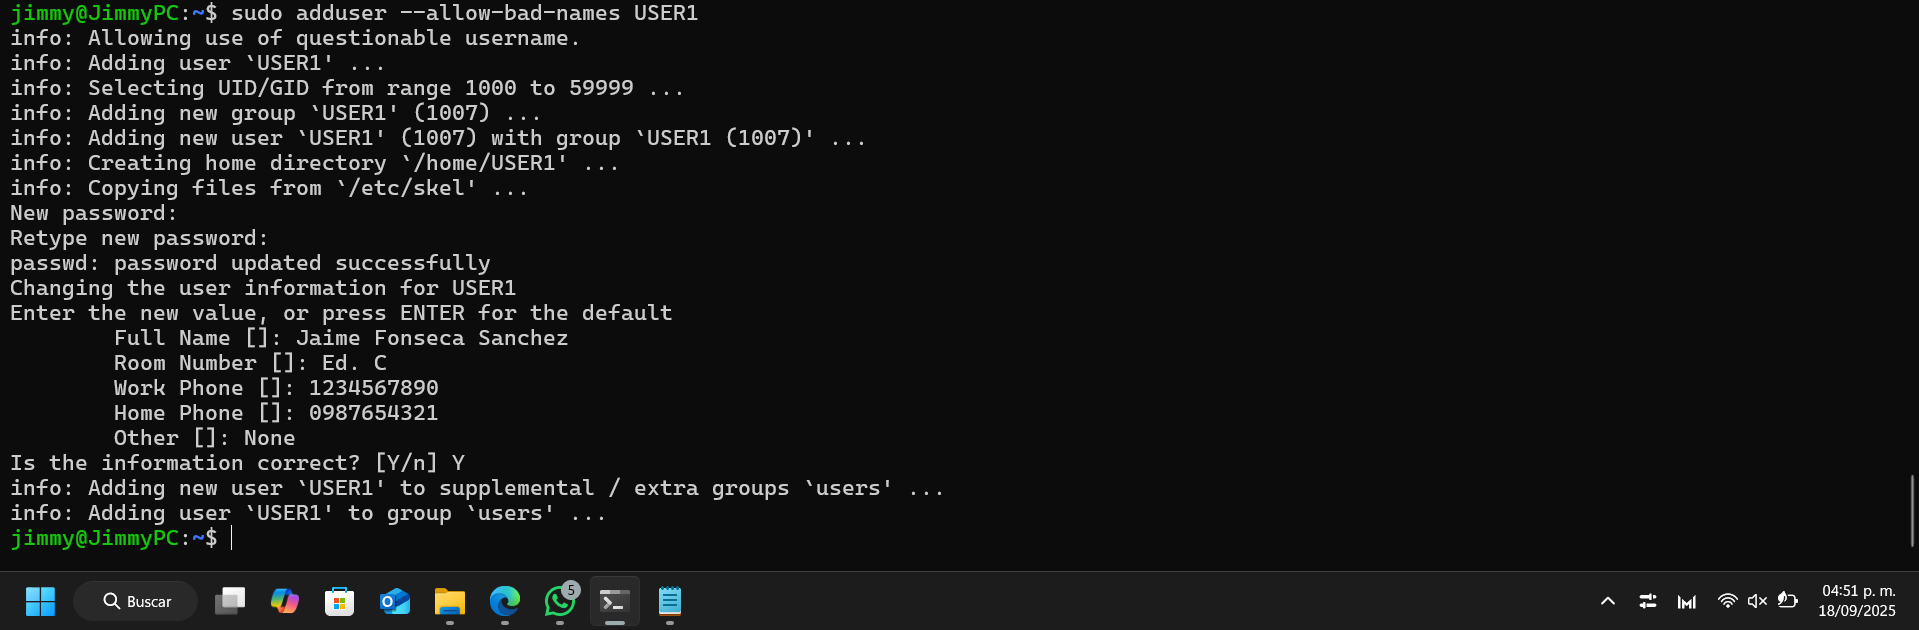 jimmy@JimmyPC:~$ sudo adduser --allow-bad-names USER1
info: Allowing use of questionable username.
info: Adding user `USER1' ...
info: Selecting UID/GID from range 1000 to 59999 ...
info: Adding new group `USER1' (1007) ...
info: Adding new user `USER1' (1007) with group `USER1 (1007)' ...
info: Creating home directory `/home/USER1' ...
info: Copying files from `/etc/skel' ...
New password:
Retype new password:
passwd: password updated successfully
Changing the user information for USER1
Enter the new value, or press ENTER for the default
        Full Name []: Jaime Fonseca Sanchez
        Room Number []: Ed. C
        Work Phone []: 1234567890
        Home Phone []: 0987654321
        Other []: None
Is the information correct? [Y/n] Y
info: Adding new user `USER1' to supplemental / extra groups `users' ...
info: Adding user `USER1' to group `users' ...
jimmy@JimmyPC:~$
Buscar
5
04:51 p. m.
18/09/2025